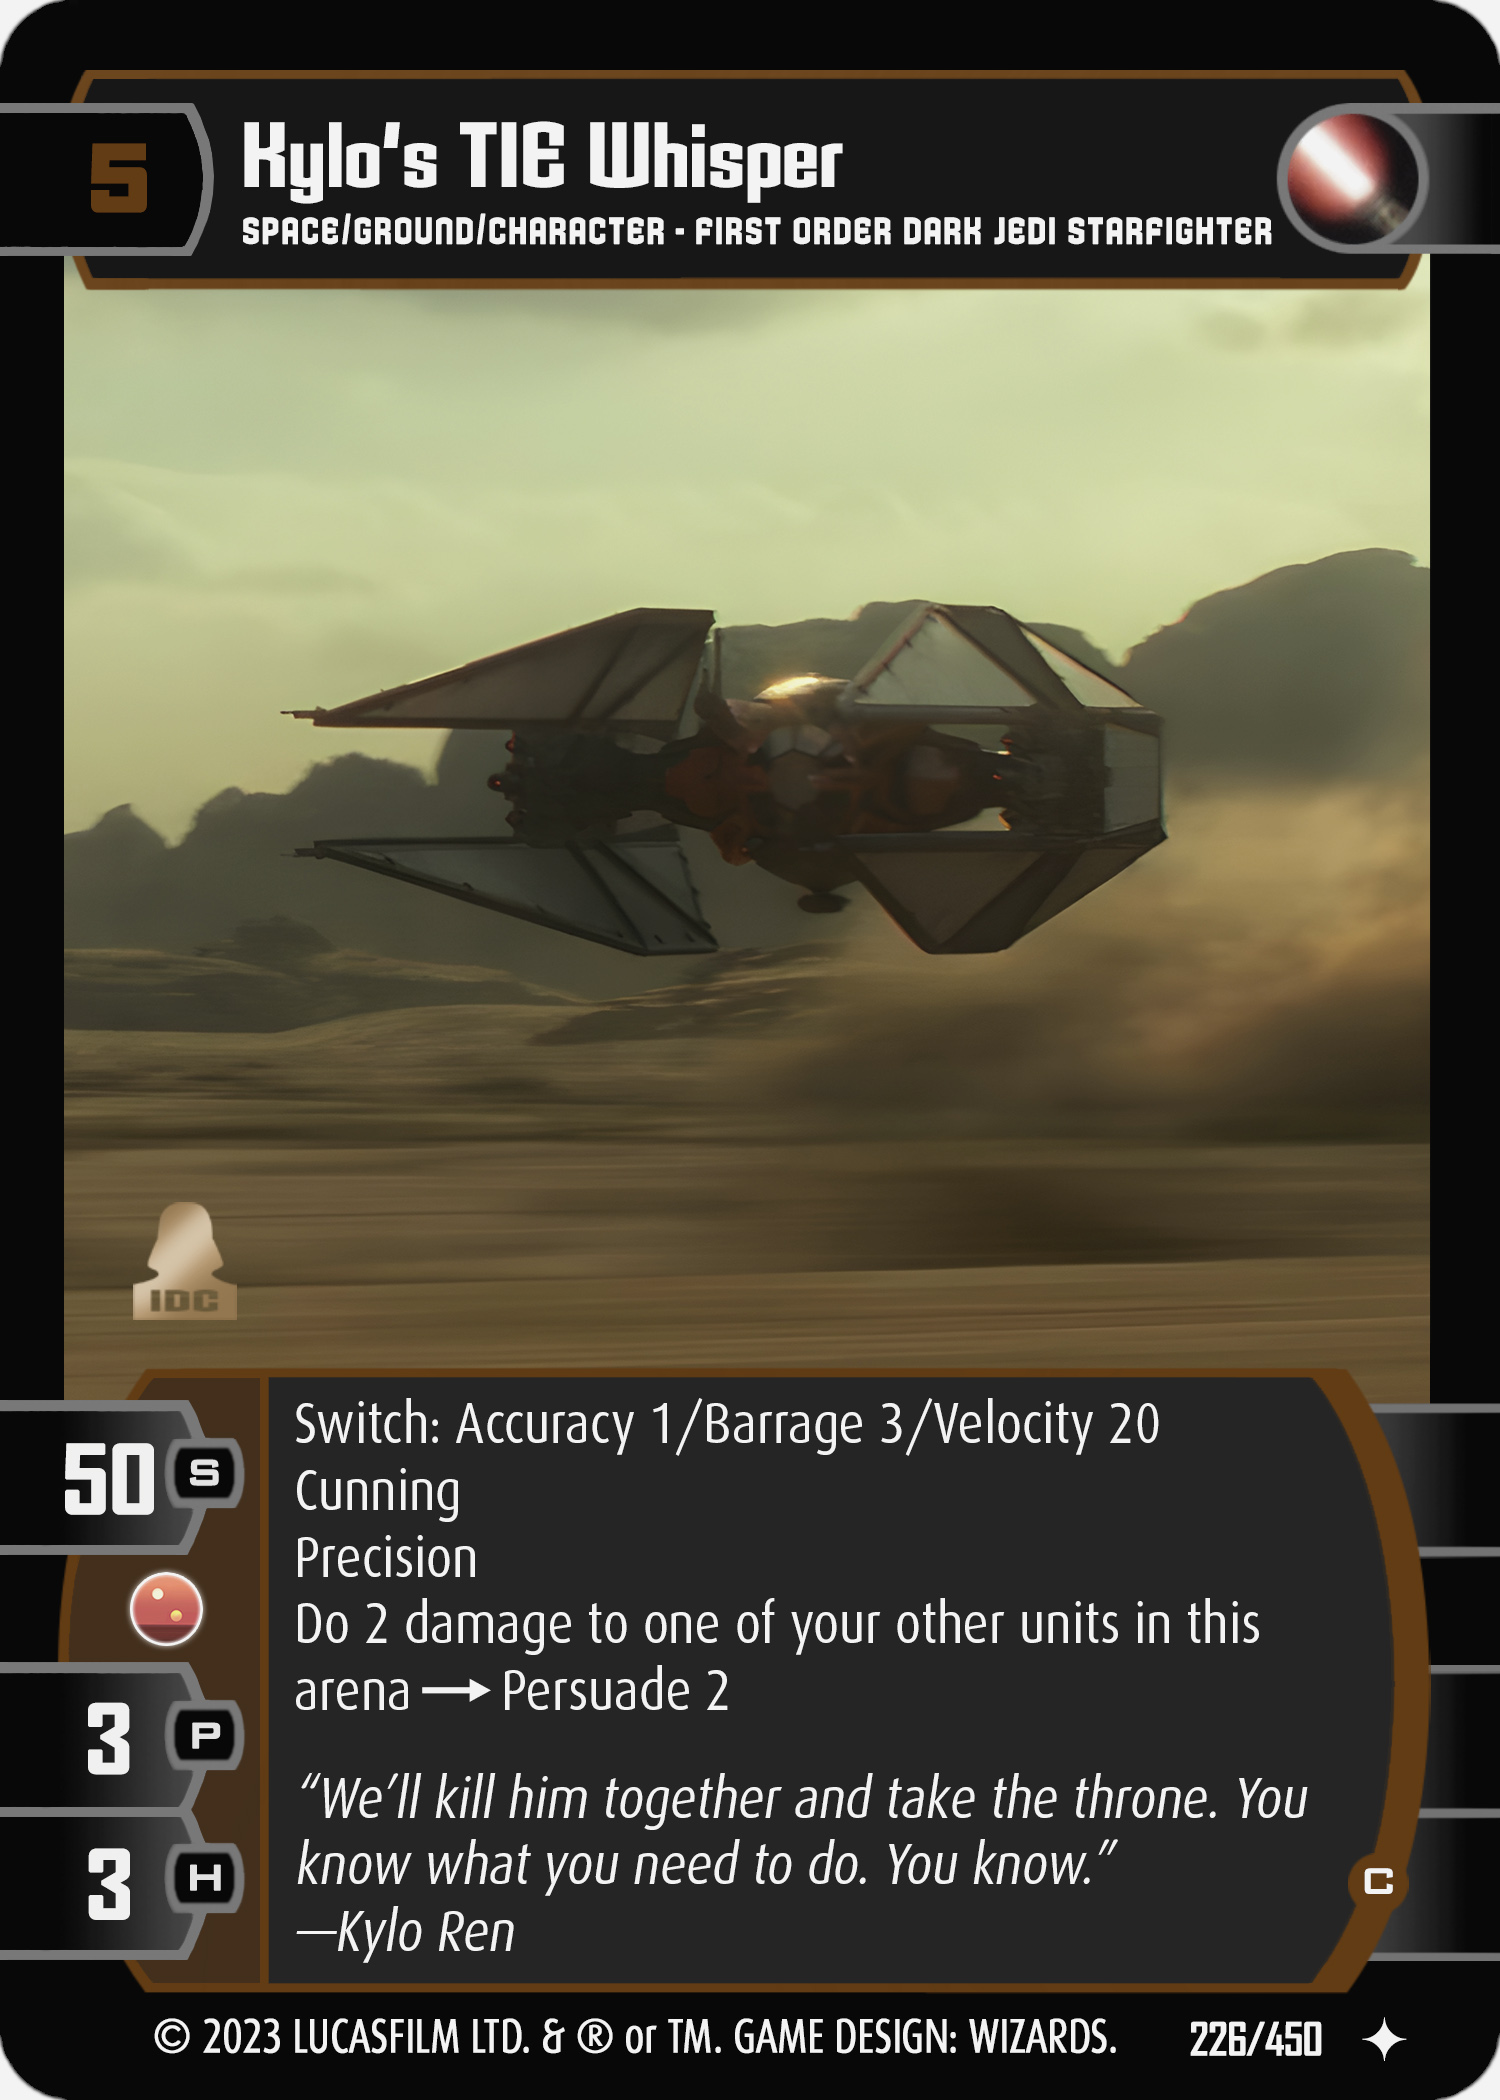 5
Kylo's TIE Whisper
SPACE/GROUND/CHARACTER - FIRST ORDER DARK JEDI STARFIGHTER
IDC
50 S
3 P
3 H
Switch: Accuracy 1/Barrage 3/Velocity 20
Cunning
Precision
Do 2 damage to one of your other units in this
arena → Persuade 2
“We’ll kill him together and take the throne. You
know what you need to do. You know.”
—Kylo Ren
C
© 2023 LUCASFILM LTD. & ® or TM. GAME DESIGN: WIZARDS. 226/450